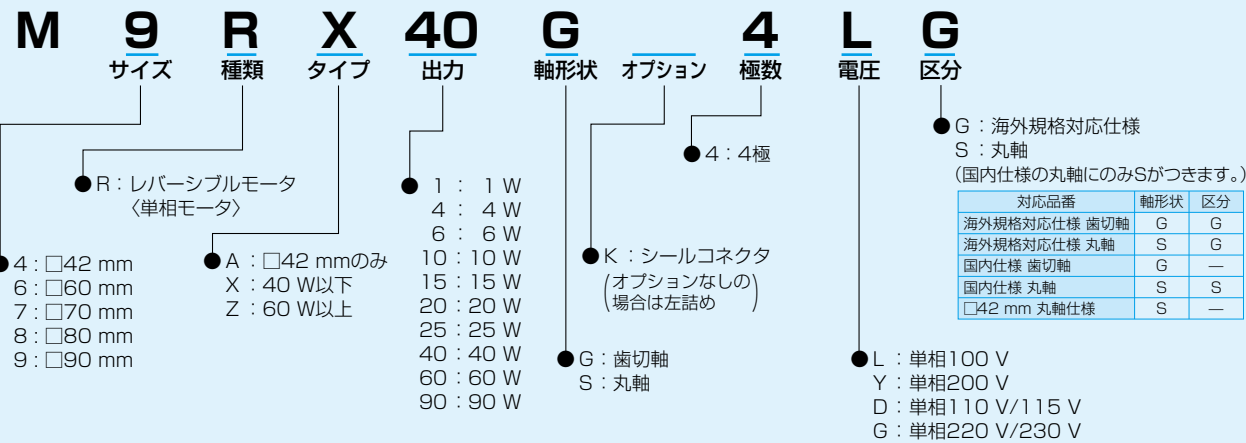 M 9 R X 40 G 4 L G
サイズ 種類 タイプ 出力 軸形状 オプション 極数 電圧 区分
●G：海外規格対応仕様
S：丸軸
（国内仕様の丸軸にのみSがつきます。）
対応品番 軸形状 区分
海外規格対応仕様 歯切軸 G G
海外規格対応仕様 丸軸 S G
国内仕様 歯切軸 G —
国内仕様 丸軸 S S
□42 mm 丸軸仕様 S —
●4：4極
●R：レバーシブルモータ
〈単相モータ〉
●1：1 W
4：4 W
6：6 W
10：10 W
15：15 W
20：20 W
25：25 W
40：40 W
60：60 W
90：90 W
●K：シールコネクタ
（オプションなしの
場合は左詰め）
●4：□42 mm
6：□60 mm
7：□70 mm
8：□80 mm
9：□90 mm
●A：□42 mmのみ
X：40 W以下
Z：60 W以上
●G：歯切軸
S：丸軸
●L：単相100 V
Y：単相200 V
D：単相110 V/115 V
G：単相220 V/230 V